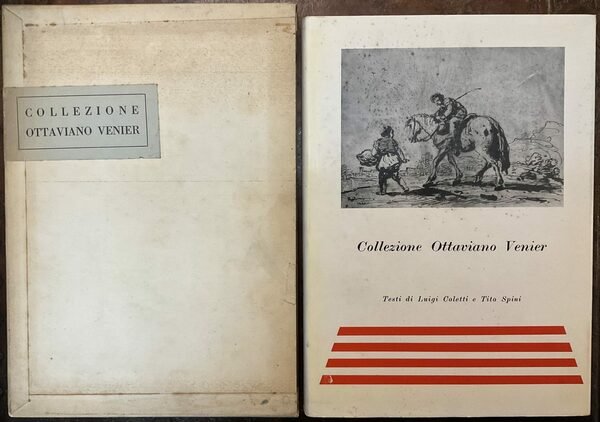 COLLEZIONE
OTTAVIANO VENIER
Collezione Ottaviano Venier
Testi di Luigi Coletti e Tito Spini